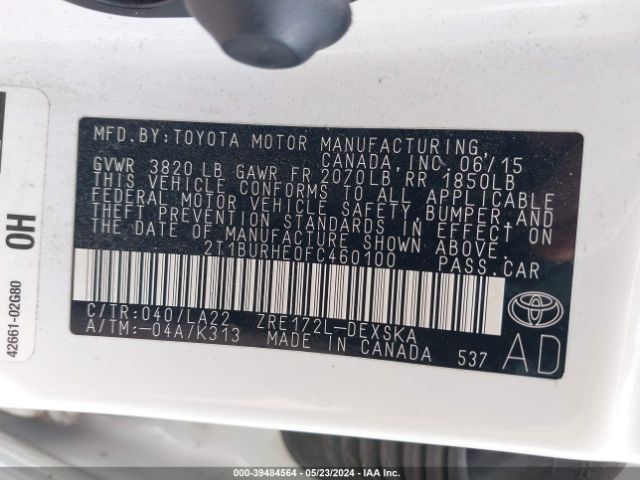 MFD.BY:TOYOTA MOTOR MANUFACTURING
CANADA,INC. 06/15
GVWR 3820 LB GAWR FR 2070LB RR 1850LB
THIS VEHICLE CONFORMS TO ALL APPLICABLE
FEDERAL MOTOR VEHICLE SAFETY, BUMPER AND
THEFT PREVENTION STANDARDS IN EFFECT ON
THE DATE OF MANUFACTURE SHOWN ABOVE.
2T1BURHE0FC460100 PASS.CAR
C/TR:040/LA22 ZRE172L-DEXSKA
A/TM:-04A/K313 MADE IN CANADA 537
TOYOTA
AD
0H
42661-02G80
000-39484564 - 05/23/2024 - IAA Inc.